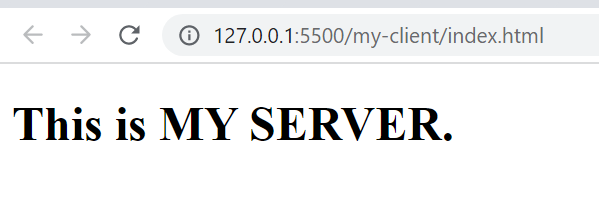 127.0.0.1:5500/my-client/index.html
This is MY SERVER.